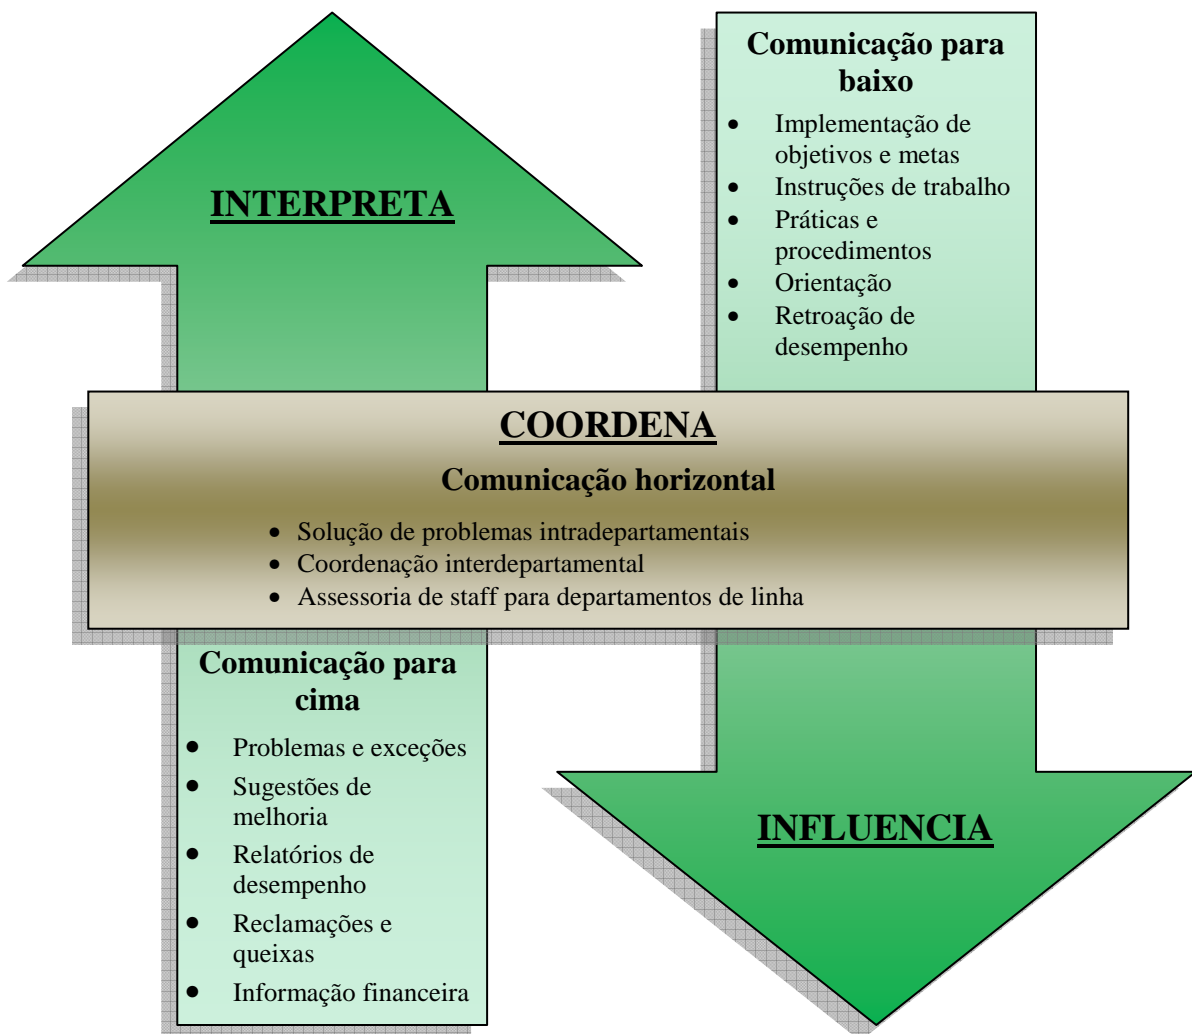 INTERPRETA
Comunicação para
baixo
• Implementação de
objetivos e metas
• Instruções de trabalho
• Práticas e
procedimentos
• Orientação
• Retroação de
desempenho
COORDENA
Comunicação horizontal
• Solução de problemas intradepartamentais
• Coordenação interdepartamental
• Assessoria de staff para departamentos de linha
Comunicação para
cima
• Problemas e exceções
• Sugestões de
melhoria
• Relatórios de
desempenho
• Reclamações e
queixas
• Informação financeira
INFLUENCIA